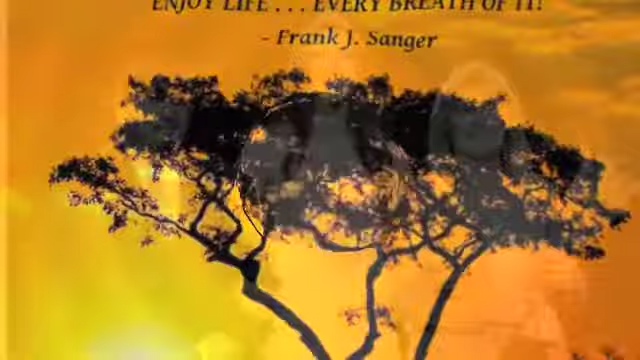 ENJOY LIFE . . . EVERY BREATH OF IT!
- Frank J. Sanger